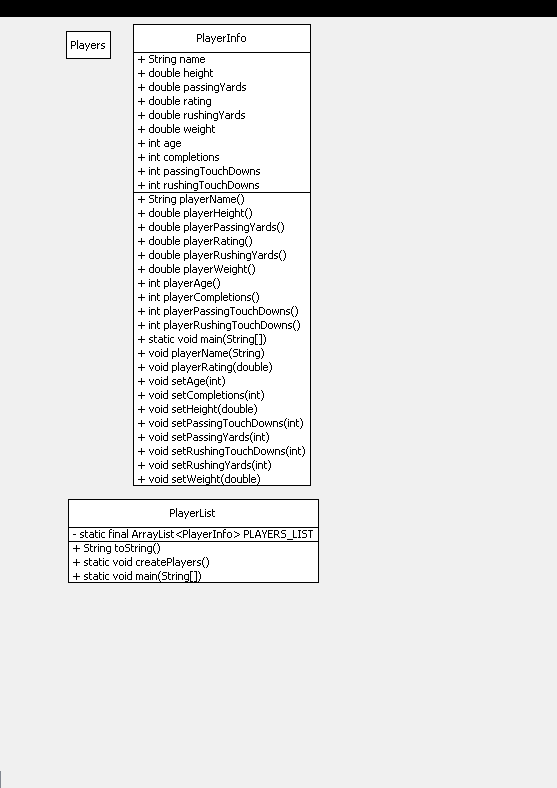 Players
PlayerInfo
+ String name
+ double height
+ double passingYards
+ double rating
+ double rushingYards
+ double weight
+ int age
+ int completions
+ int passingTouchDowns
+ int rushingTouchDowns
+ String playerName()
+ double playerHeight()
+ double playerPassingYards()
+ double playerRating()
+ double playerRushingYards()
+ double playerWeight()
+ int playerAge()
+ int playerCompletions()
+ int playerPassingTouchDowns()
+ int playerRushingTouchDowns()
+ static void main(String[])
+ void playerName(String)
+ void playerRating(double)
+ void setAge(int)
+ void setCompletions(int)
+ void setHeight(double)
+ void setPassingTouchDowns(int)
+ void setPassingYards(int)
+ void setRushingTouchDowns(int)
+ void setRushingYards(int)
+ void setWeight(double)
PlayerList
- static final ArrayList<PlayerInfo> PLAYERS_LIST
+ String toString()
+ static void createPlayers()
+ static void main(String[])